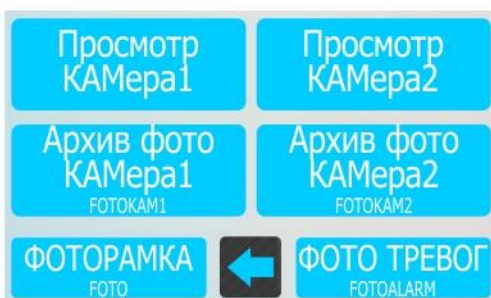 Просмотр
КАМера1
Просмотр
КАМера2
Архив фото
КАМера1
FOTOKAM1
Архив фото
КАМера2
FOTOKAM2
ФОТОРАМКА
FOTO
ФОТО ТРЕВОГ
FOTOALARM